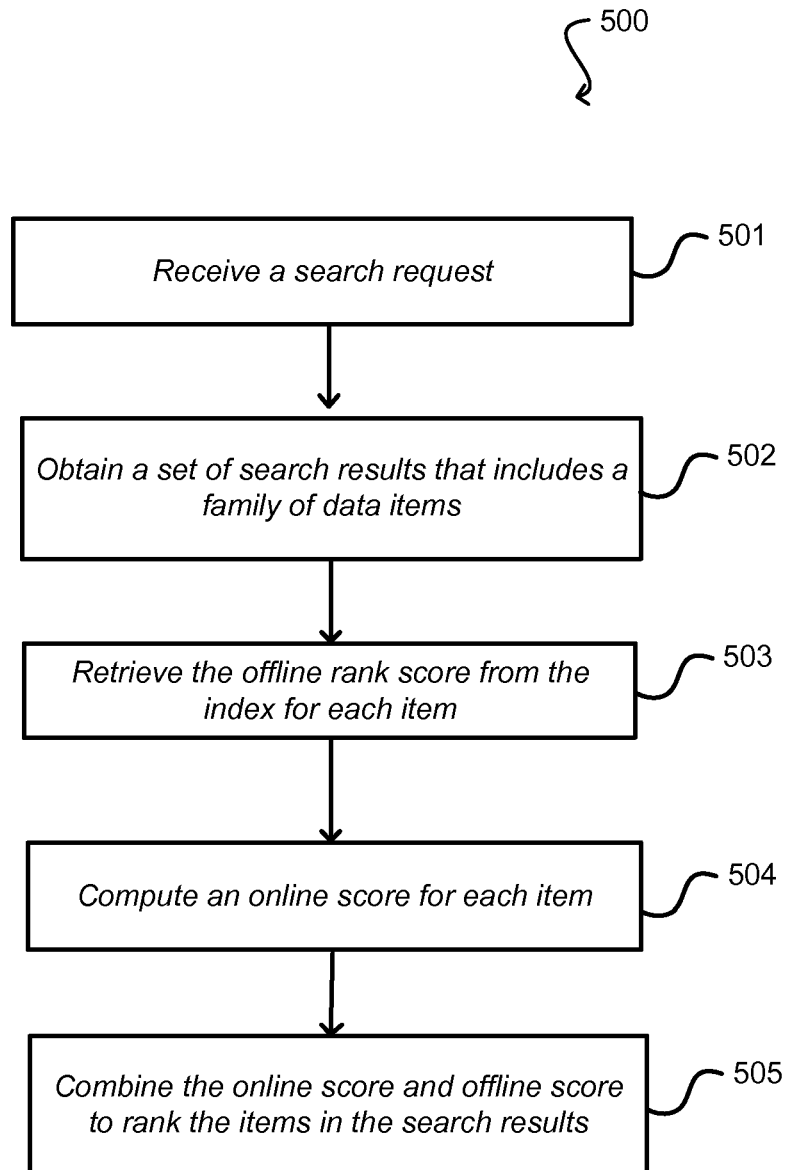 500
Receive a search request
501
Obtain a set of search results that includes a
family of data items
502
Retrieve the offline rank score from the
index for each item
503
Compute an online score for each item
504
Combine the online score and offline score
to rank the items in the search results
505